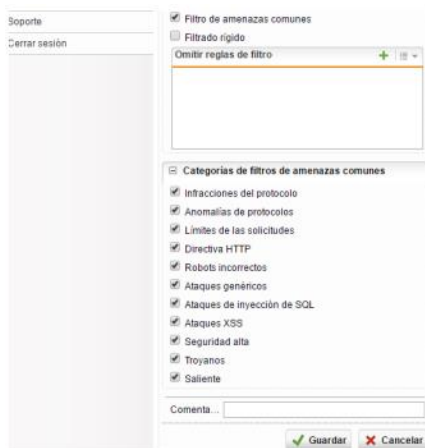 Soporte
Cerrar sesión
Filtro de amenazas comunes
Filtrado rígido
Omitir reglas de filtro
Categorías de filtros de amenazas comunes
Infracciones del protocolo
Anomalías de protocolos
Límites de las solicitudes
Directiva HTTP
Robots incorrectos
Ataques genéricos
Ataques de inyección de SQL
Ataques XSS
Seguridad alta
Troyanos
Saliente
Comenta...
Guardar Cancelar